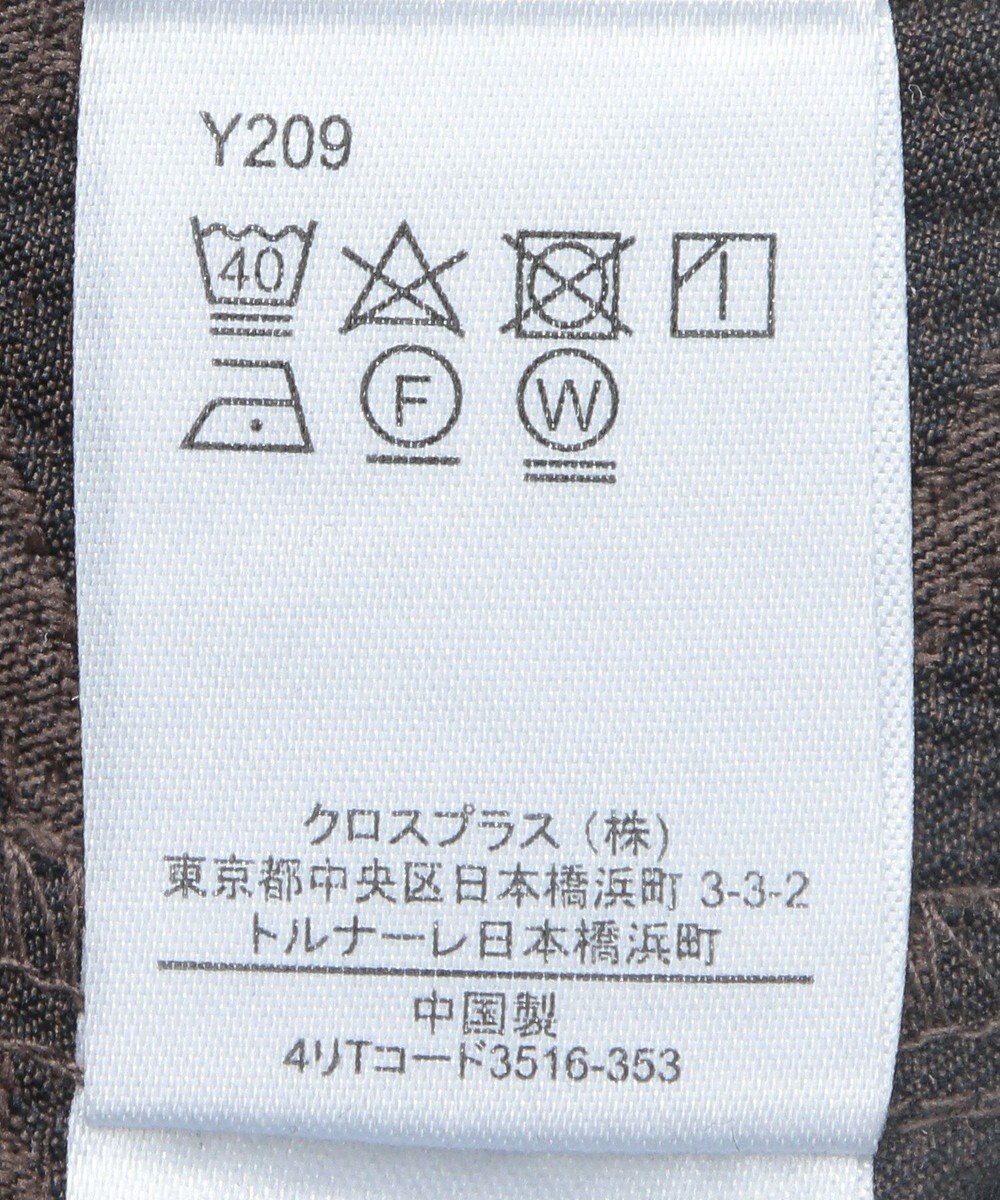 Y209
40
F
W
クロスプラス (株)
東京都中央区日本橋浜町 3-3-2
トルナーレ日本橋浜町
中国製
4リTコード3516-353